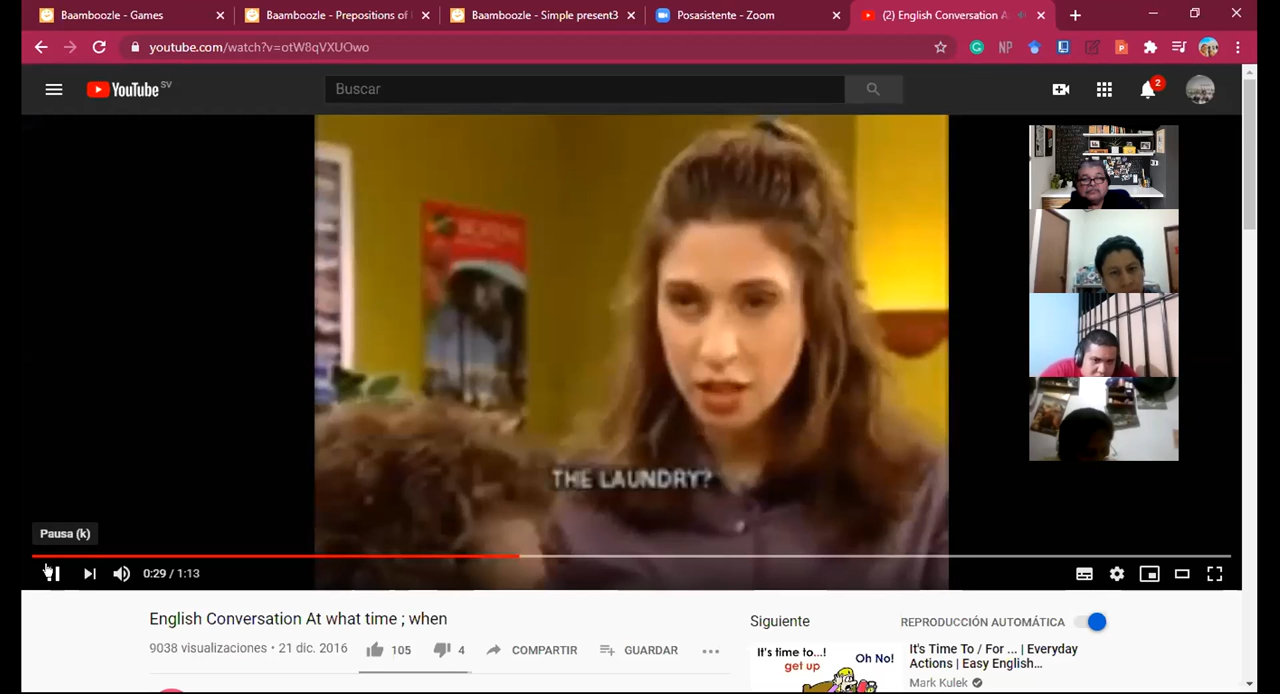 Baamboozle - Games
Baamboozle - Prepositions of
Baamboozle - Simple present3
Posasistente - Zoom
(2) English Conversation A
youtube.com/watch?v=otW8qVXUOwo
NP
YouTube SV
Buscar
2
THE LAUNDRY?
Pausa (k)
0:29 / 1:13
English Conversation At what time ; when
9038 visualizaciones • 21 dic. 2016
105
4
COMPARTIR
GUARDAR
Siguiente
REPRODUCCIÓN AUTOMÁTICA
It's time to...!
get up
Oh No!
It's Time To / For ... | Everyday
Actions | Easy English...
Mark Kulek